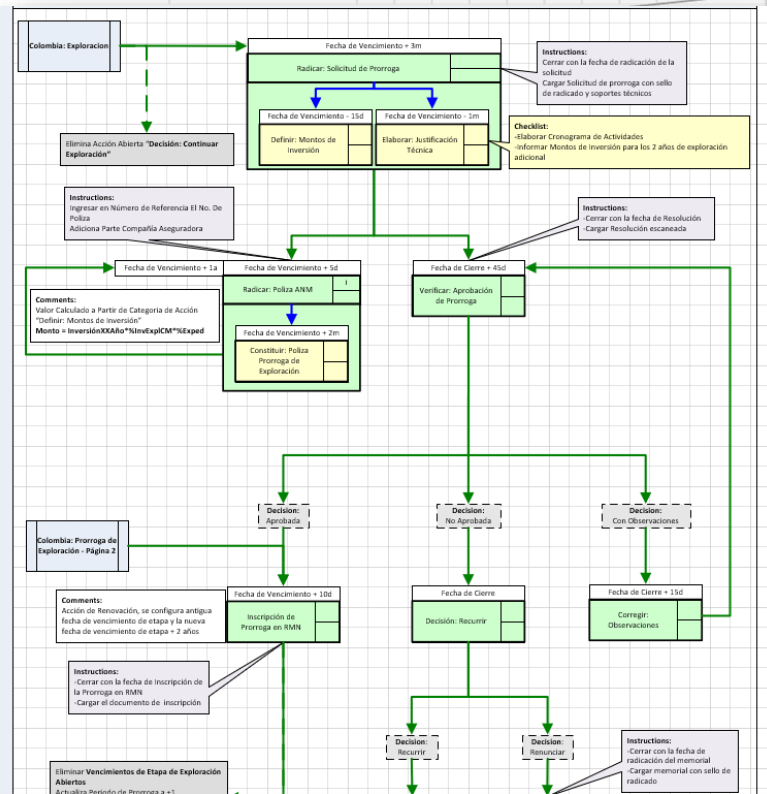 Colombia: Exploracion
Fecha de Vencimiento + 3m
Radicar: Solicitud de Prorroga
Instructions:
Cerrar con la fecha de radicación de la
solicitud
Cargar Solicitud de prorroga con sello
de radicado y soportes técnicos
Fecha de Vencimiento - 15d
Definir: Montos de
Inversión
Fecha de Vencimiento - 1m
Elaborar: Justificación
Técnica
Checklist:
-Elaborar Cronograma de Actividades
-Informar Montos de Inversión para los 2 años de exploración
adicional
Elimina Acción Abierta "Decisión: Continuar
Exploración"
Instructions:
Ingresar en Número de Referencia El No. De
Poliza
Adiciona Parte Compañía Aseguradora
Instructions:
-Cerrar con la fecha de Resolución
-Cargar Resolución escaneada
Fecha de Vencimiento + 1a
Fecha de Vencimiento + 5d
Radicar: Poliza ANM
I
Fecha de Cierre + 45d
Verificar: Aprobación
de Prorroga
Comments:
Valor Calculado a Partir de Categoria de Acción
"Definir: Montos de Inversión"
Monto = InversiónXXAño*%InvExplCM*%Exped
Fecha de Vencimiento + 2m
Constituir: Poliza
Prorroga de
Exploración
Decision:
Aprobada
Decision:
No Aprobada
Decision:
Con Observaciones
Colombia: Prorroga de
Exploración - Página 2
Comments:
Acción de Renovación, se configura antigua
fecha de vencimiento de etapa y la nueva
fecha de vencimiento de etapa + 2 años
Fecha de Vencimiento + 10d
Inscripción de
Prorroga en RMN
Fecha de Cierre
Decisión: Recurrir
Fecha de Cierre + 15d
Corregir:
Observaciones
Instructions:
-Cerrar con la fecha de Inscripción de
la Prorroga en RMN
-Cargar el documento de inscripción
Decision:
Recurrir
Decision:
Renunciar
Instructions:
-Cerrar con la fecha de
radicación del memorial
-Cargar memorial con sello de
radicado
Eliminar Vencimientos de Etapa de Exploración
Abiertos
Actualiza Periodo de Prorroga a +1